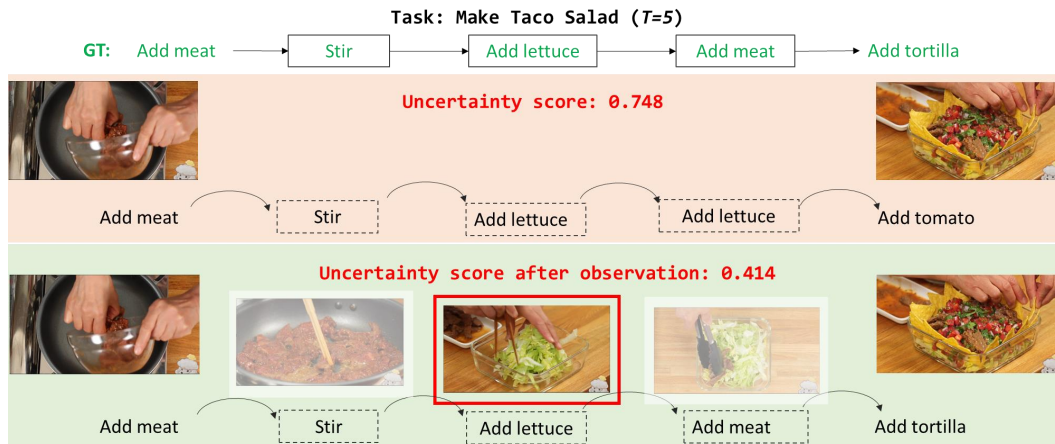 Task: Make Taco Salad (T=5)
GT: Add meat Stir Add lettuce Add meat Add tortilla
Uncertainty score: 0.748
Add meat Stir Add lettuce Add lettuce Add tomato
Uncertainty score after observation: 0.414
Add meat Stir Add lettuce Add meat Add tortilla